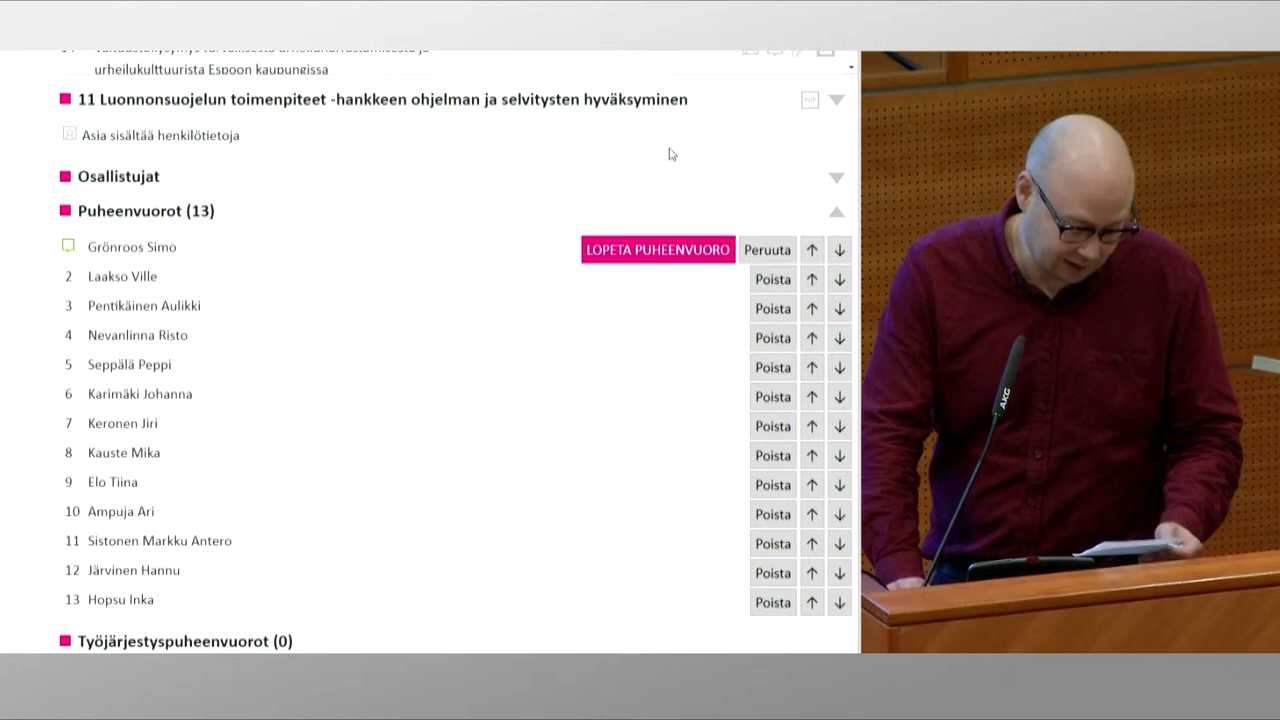 urheilukulttuurista Espoon kaupungissa
11 Luonnonsuojelun toimenpiteet -hankkeen ohjelman ja selvitysten hyväksyminen
PDF
Asia sisältää henkilötietoja
Osallistujat
Puheenvuorot (13)
Grönroos Simo LOPETA PUHEENVUORO Peruuta
2 Laakso Ville Poista
3 Pentikäinen Aulikki Poista
4 Nevanlinna Risto Poista
5 Seppälä Peppi Poista
6 Karimäki Johanna Poista
7 Keronen Jiri Poista
8 Kauste Mika Poista
9 Elo Tiina Poista
10 Ampuja Ari Poista
11 Sistonen Markku Antero Poista
12 Järvinen Hannu Poista
13 Hopsu Inka Poista
Työjärjestyspuheenvuorot (0)
AKG